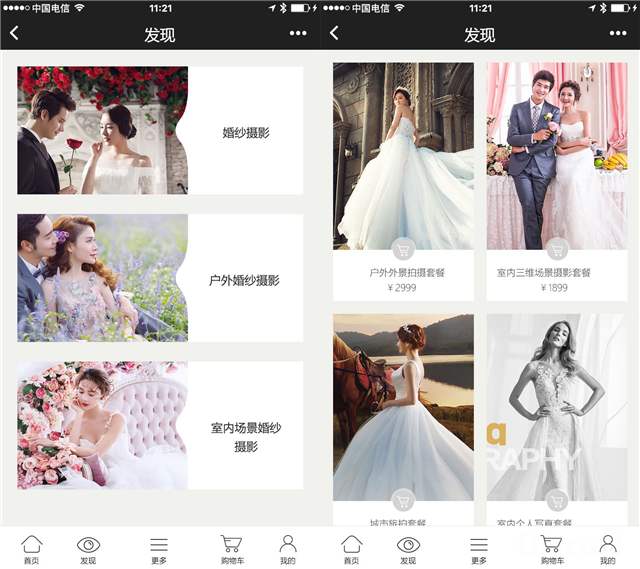 中国电信 11:21
发现
婚纱摄影
户外婚纱摄影
室内场景婚纱
摄影
首页 发现 更多 购物车 我的
中国电信 11:21
发现
户外外景拍摄套餐
¥2999
室内三维场景摄影套餐
¥1899
a
RAPHY
城市旅拍套餐
室内个人写真套餐
首页 发现 更多 购物车 我的